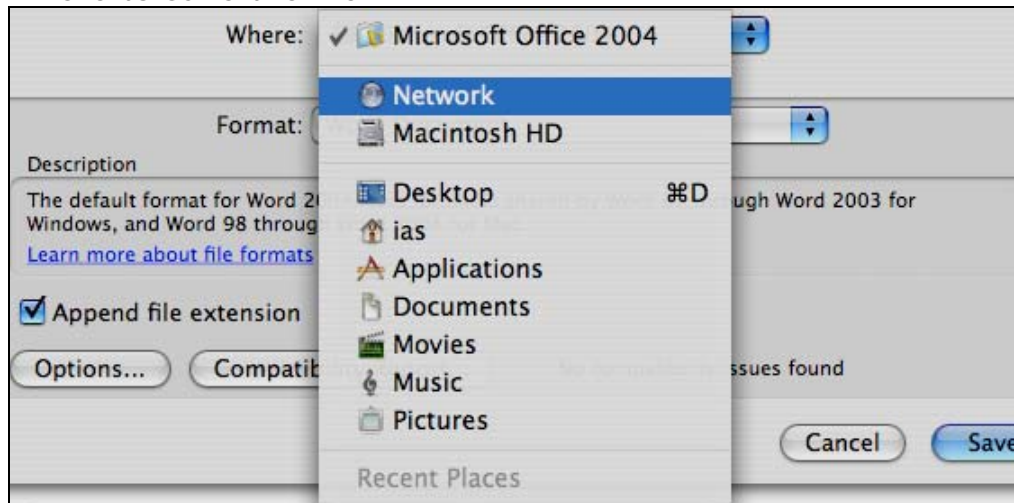 Where: ✓ Microsoft Office 2004
Network
Format:
Macintosh HD
Description
Desktop ⌘D
The default format for Word ugh Word 2003 for
Windows, and Word 98 throug
ias
Learn more about file formats
Applications
Append file extension
Documents
Movies
Options... Compatib ssues found
Music
Pictures
Cancel Save
Recent Places